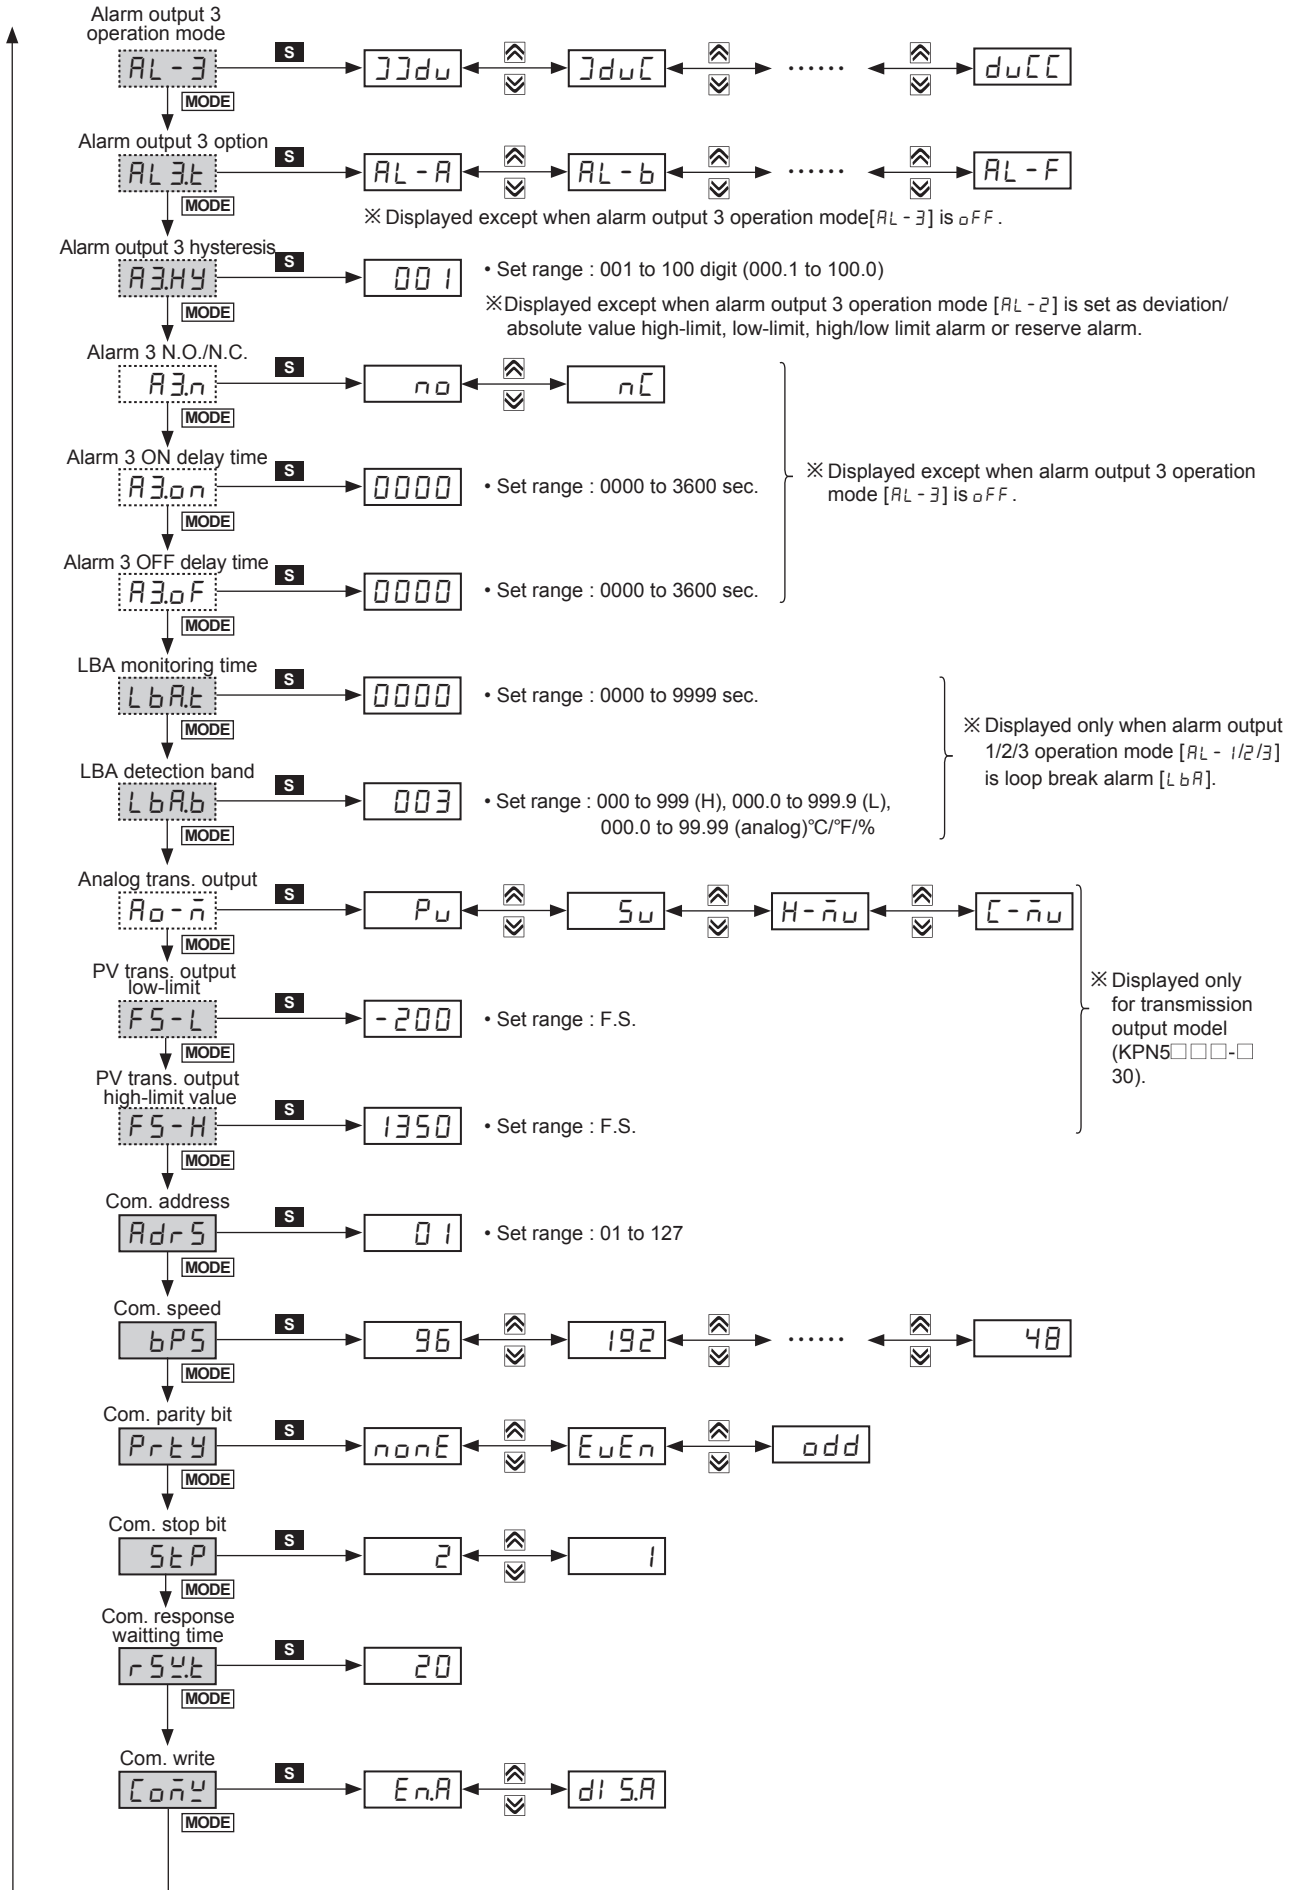 Alarm output 3
operation mode
AL-3 S ]]du ]duC ······ duCC
MODE
Alarm output 3 option
AL3.t S AL-A AL-b ······ AL-F
MODE
※ Displayed except when alarm output 3 operation mode[AL-3] is oFF.
Alarm output 3 hysteresis
A3.HY S 001 • Set range : 001 to 100 digit (000.1 to 100.0)
MODE
※Displayed except when alarm output 3 operation mode [AL-2] is set as deviation/
absolute value high-limit, low-limit, high/low limit alarm or reserve alarm.
Alarm 3 N.O./N.C.
A3.n S no nC
MODE
Alarm 3 ON delay time
A3.on S 0000 • Set range : 0000 to 3600 sec.
MODE
※ Displayed except when alarm output 3 operation
mode [AL-3] is oFF.
Alarm 3 OFF delay time
A3.oF S 0000 • Set range : 0000 to 3600 sec.
MODE
LBA monitoring time
LbA.t S 0000 • Set range : 0000 to 9999 sec.
MODE
※ Displayed only when alarm output
1/2/3 operation mode [AL-1/2/3]
is loop break alarm [LbA].
LBA detection band
LbA.b S 003 • Set range : 000 to 999 (H), 000.0 to 999.9 (L),
000.0 to 99.99 (analog)℃/℉/%
MODE
Analog trans. output
Ao-m S Pu Su H-mu C-mu
MODE
PV trans. output
low-limit
FS-L S -200 • Set range : F.S.
MODE
※ Displayed only
for transmission
output model
(KPN5□□□-□
30).
PV trans. output
high-limit value
FS-H S 1350 • Set range : F.S.
MODE
Com. address
AdrS S 01 • Set range : 01 to 127
MODE
Com. speed
bPS S 96 192 ······ 48
MODE
Com. parity bit
PrtY S nonE EuEn odd
MODE
Com. stop bit
StP S 2 1
MODE
Com. response
waitting time
rSW.t S 20
MODE
Com. write
ComW S En.A dIS.A
MODE